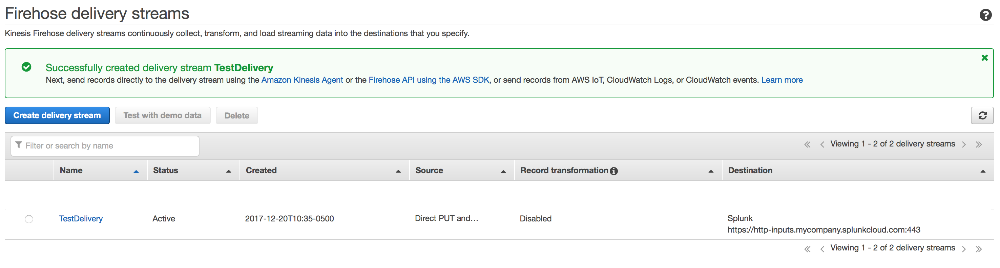 Firehose delivery streams
Kinesis Firehose delivery streams continuously collect, transform, and load streaming data into the destinations that you specify.
Successfully created delivery stream TestDelivery
Next, send records directly to the delivery stream using the Amazon Kinesis Agent or the Firehose API using the AWS SDK, or send records from AWS IoT, CloudWatch Logs, or CloudWatch events. Learn more
Create delivery stream Test with demo data Delete
Filter or search by name Viewing 1 - 2 of 2 delivery streams
Name Status Created Source Record transformation Destination
TestDelivery Active 2017-12-20T10:35-0500 Direct PUT and... Disabled Splunk
https://http-inputs.mycompany.splunkcloud.com:443
Viewing 1 - 2 of 2 delivery streams